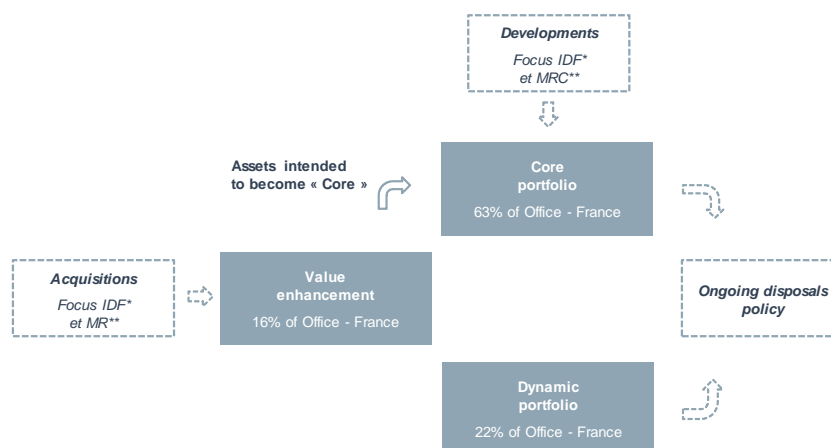 Developments
Focus IDF*
et MRC**
Assets intended
to become « Core »
Core
portfolio
63% of Office - France
Acquisitions
Focus IDF*
et MR**
Value
enhancement
16% of Office - France
Ongoing disposals
policy
Dynamic
portfolio
22% of Office - France